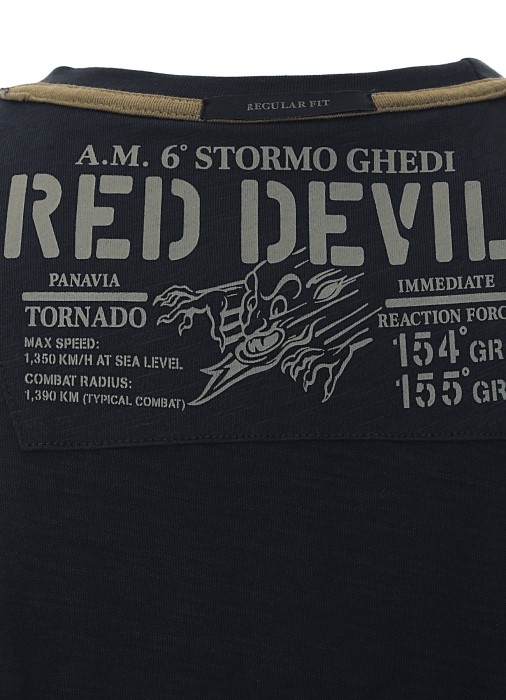 REGULAR FIT
A.M. 6° STORMO GHEDI
RED DEVIL
PANAVIA
TORNADO
MAX SPEED:
1,350 KM/H AT SEA LEVEL
COMBAT RADIUS:
1,390 KM (TYPICAL COMBAT)
IMMEDIATE
REACTION FORC
154° GR
155° GR